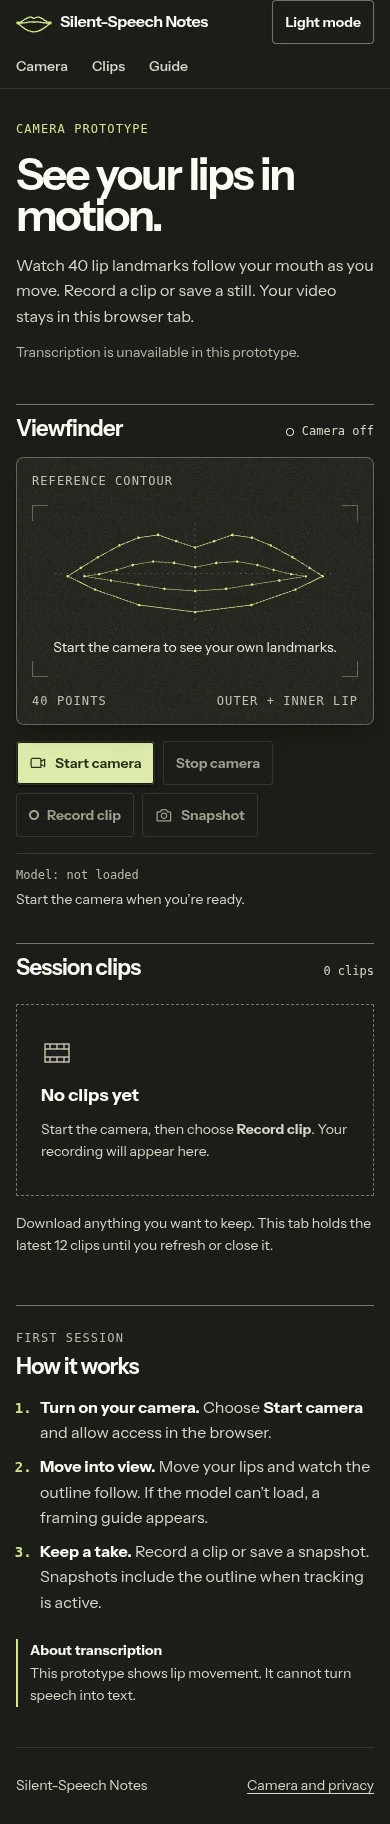 Silent-Speech Notes
Light mode
Camera
Clips
Guide
CAMERA PROTOTYPE
See your lips in
motion.
Watch 40 lip landmarks follow your mouth as you
move. Record a clip or save a still. Your video
stays in this browser tab.
Transcription is unavailable in this prototype.
Viewfinder
Camera off
REFERENCE CONTOUR
Start the camera to see your own landmarks.
40 POINTS
OUTER + INNER LIP
Start camera
Stop camera
Record clip
Snapshot
Model: not loaded
Start the camera when you’re ready.
Session clips
0 clips
No clips yet
Start the camera, then choose Record clip. Your
recording will appear here.
Download anything you want to keep. This tab holds the
latest 12 clips until you refresh or close it.
FIRST SESSION
How it works
1. Turn on your camera. Choose Start camera
and allow access in the browser.
2. Move into view. Move your lips and watch the
outline follow. If the model can’t load, a
framing guide appears.
3. Keep a take. Record a clip or save a snapshot.
Snapshots include the outline when tracking
is active.
About transcription
This prototype shows lip movement. It cannot turn
speech into text.
Silent-Speech Notes
Camera and privacy